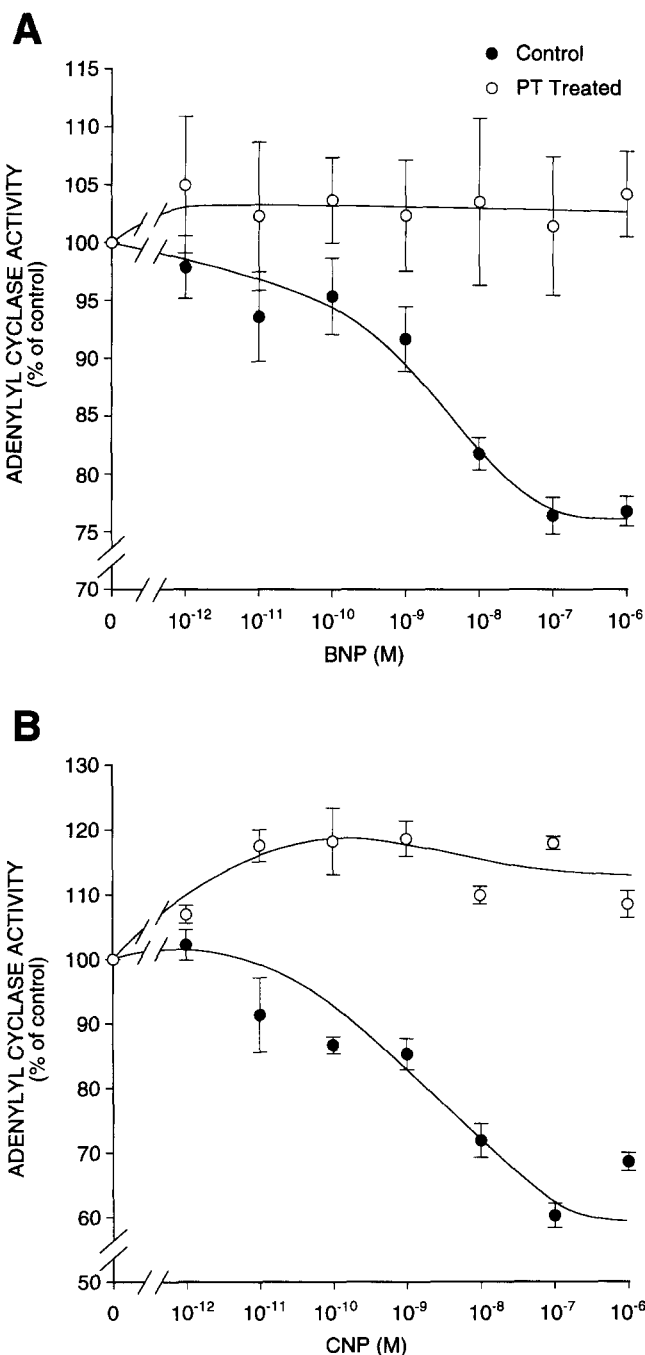 A
● Control
○ PT Treated
ADENYLYL CYCLASE ACTIVITY
(% of control)
115
110
105
100
95
90
85
80
75
70
0 10⁻¹² 10⁻¹¹ 10⁻¹⁰ 10⁻⁹ 10⁻⁸ 10⁻⁷ 10⁻⁶
BNP (M)
B
ADENYLYL CYCLASE ACTIVITY
(% of control)
130
120
110
100
90
80
70
60
50
0 10⁻¹² 10⁻¹¹ 10⁻¹⁰ 10⁻⁹ 10⁻⁸ 10⁻⁷ 10⁻⁶
CNP (M)